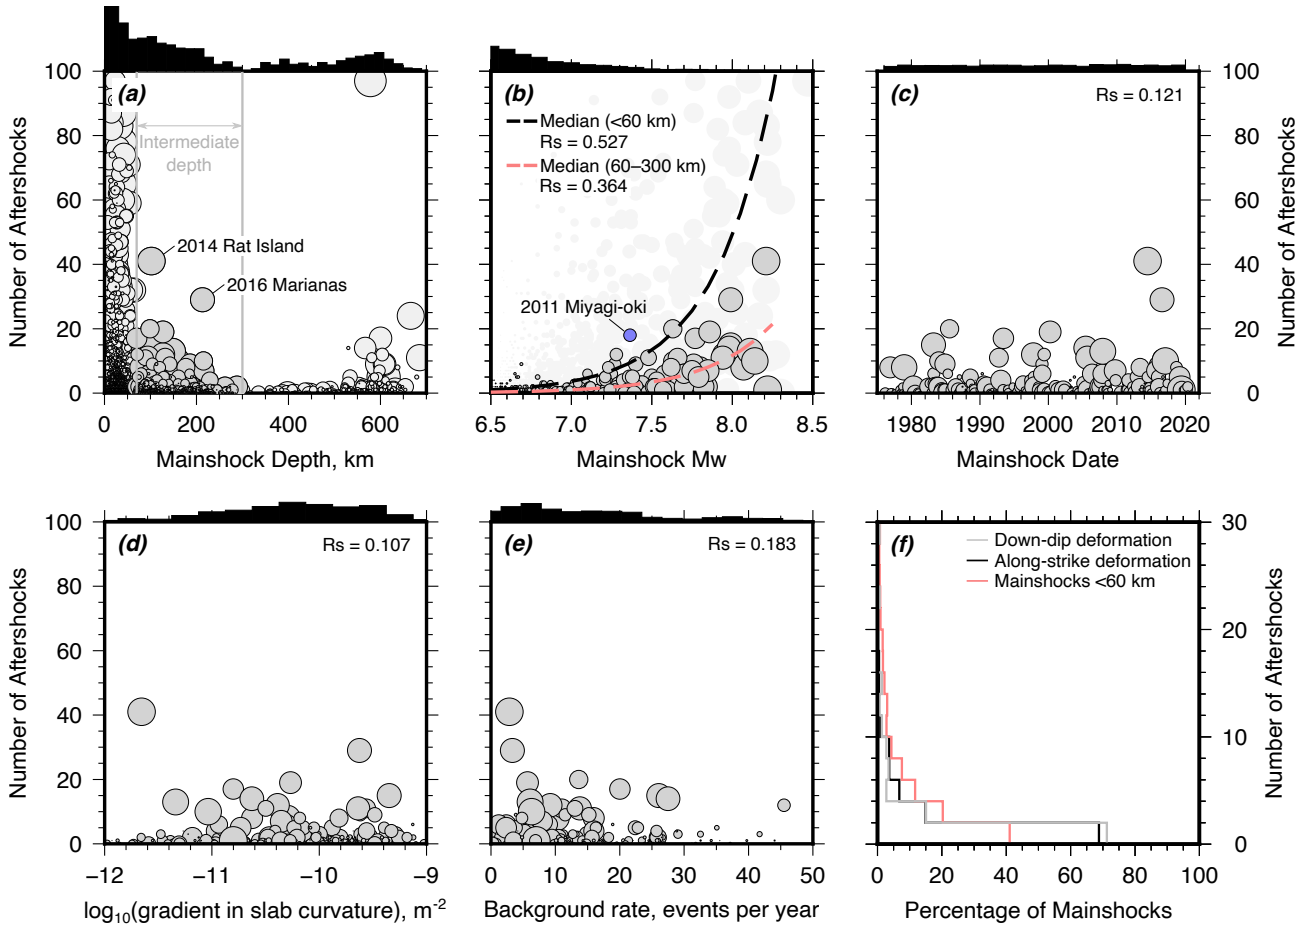 100
80
60
40
20
0
Number of Aftershocks
(a)
Intermediate
depth
2014 Rat Island
2016 Marianas
0
200
400
600
Mainshock Depth, km
(b)
Median (<60 km)
Rs = 0.527
Median (60–300 km)
Rs = 0.364
2011 Miyagi-oki
6.5
7.0
7.5
8.0
8.5
Mainshock Mw
(c)
Rs = 0.121
100
80
60
40
20
0
Number of Aftershocks
1980
1990
2000
2010
2020
Mainshock Date
100
80
60
40
20
0
Number of Aftershocks
(d)
Rs = 0.107
−12
−11
−10
−9
log10(gradient in slab curvature), m-2
(e)
Rs = 0.183
0
10
20
30
40
50
Background rate, events per year
(f)
Down-dip deformation
Along-strike deformation
Mainshocks <60 km
30
20
10
0
Number of Aftershocks
0
20
40
60
80
100
Percentage of Mainshocks